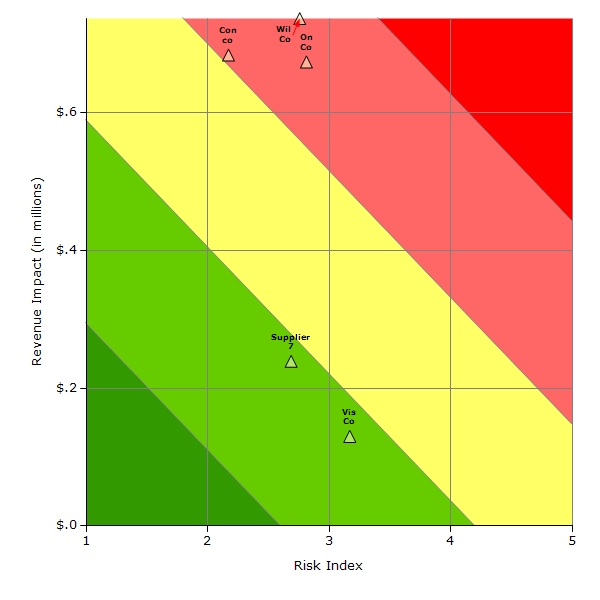 Con
co
Wil
Co
On
Co
$.6
$.4
Supplier
7
$.2
Vis
Co
$.0
1
2
3
4
5
Risk Index
Revenue Impact (in millions)